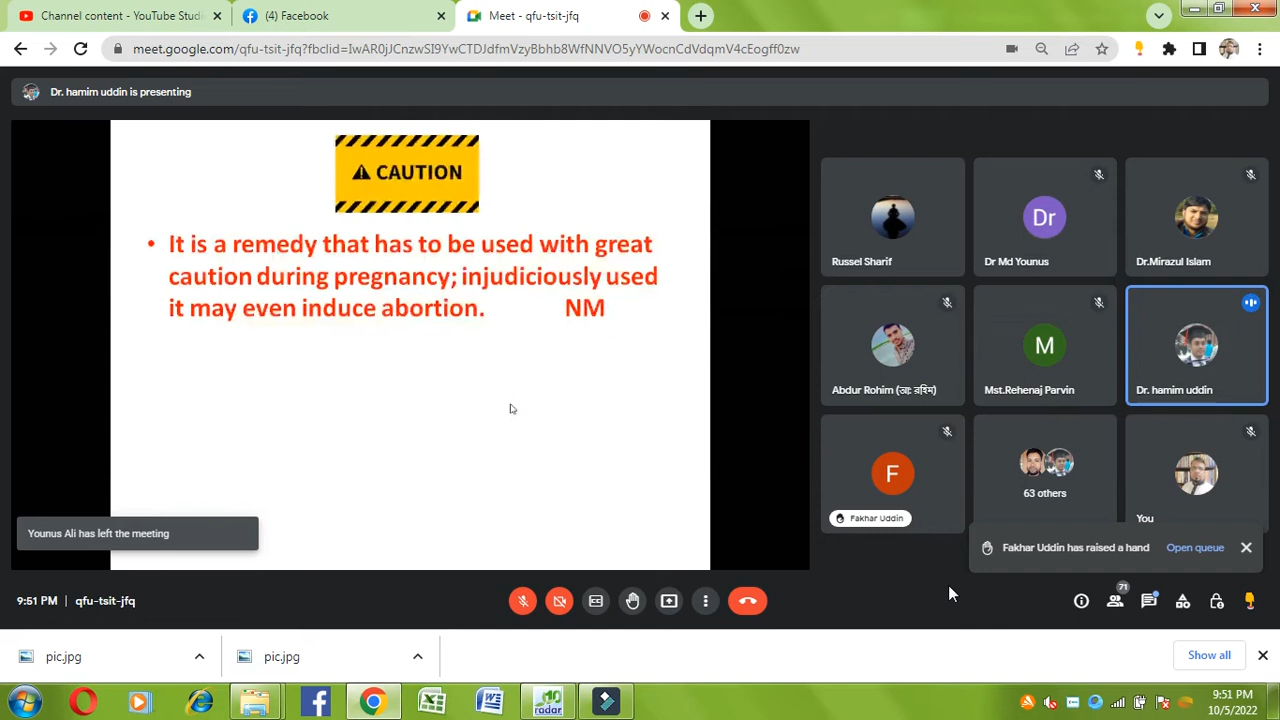 Channel content - YouTube Studi
(4) Facebook
Meet - qfu-tsit-jfq
meet.google.com/qfu-tsit-jfq?fbclid=IwAR0jJCnzwSI9YwCTDJdfmVzyBbhb8WfNNVO5yYWocnCdVdqmV4cEogff0zw
Dr. hamim uddin is presenting
CAUTION
• It is a remedy that has to be used with great
caution during pregnancy; injudiciously used
it may even induce abortion. NM
Russel Sharif
Dr
Dr Md Younus
Dr.Mirazul Islam
Abdur Rohim (ডাঃ রহিম)
M
Mst.Rehenaj Parvin
Dr. hamim uddin
F
Fakhar Uddin
63 others
You
Younus Ali has left the meeting
Fakhar Uddin has raised a hand
Open queue
9:51 PM | qfu-tsit-jfq
71
pic.jpg
pic.jpg
Show all
10
radar
9:51 PM
10/5/2022